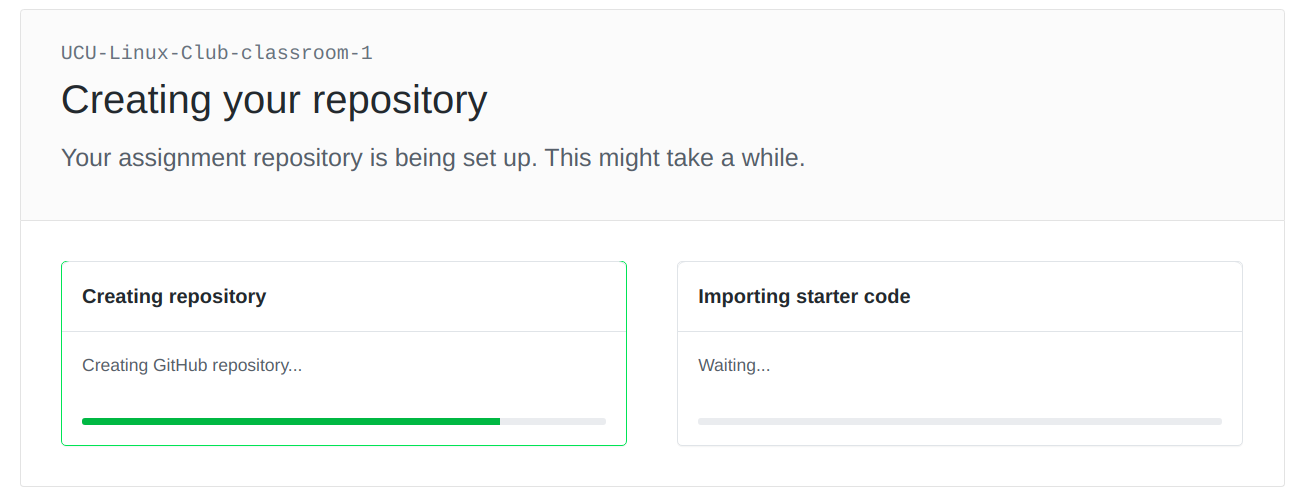 UCU-Linux-Club-classroom-1
Creating your repository
Your assignment repository is being set up. This might take a while.
Creating repository
Creating GitHub repository...
Importing starter code
Waiting...